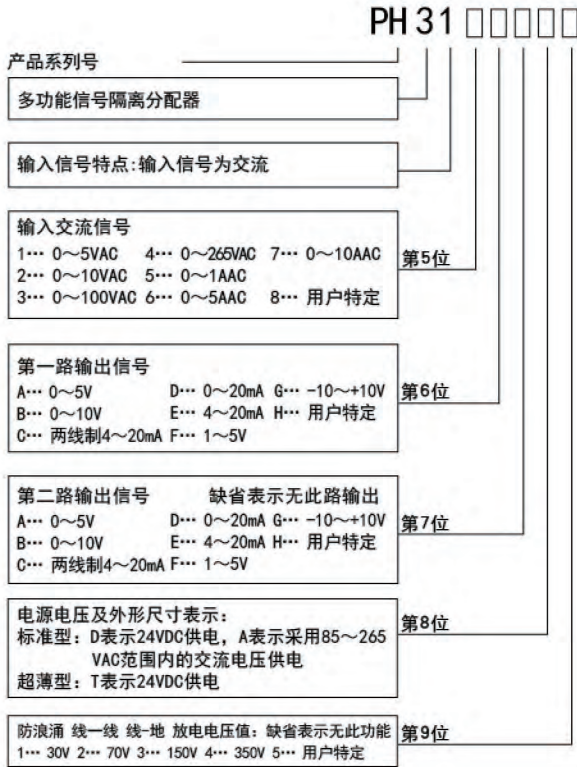 PH31□□□□□
产品系列号
多功能信号隔离分配器
输入信号特点:输入信号为交流
输入交流信号
1… 0～5VAC 4… 0～265VAC 7… 0～10AAC
2… 0～10VAC 5… 0～1AAC
3… 0～100VAC 6… 0～5AAC 8… 用户特定
第5位
第一路输出信号
A… 0～5V D… 0～20mA G… -10～+10V
B… 0～10V E… 4～20mA H… 用户特定
C… 两线制4～20mA F… 1～5V
第6位
第二路输出信号 缺省表示无此路输出
A… 0～5V D… 0～20mA G… -10～+10V
B… 0～10V E… 4～20mA H… 用户特定
C… 两线制4～20mA F… 1～5V
第7位
电源电压及外形尺寸表示：
标准型：D表示24VDC供电，A表示采用85～265
VAC范围内的交流电压供电
超薄型：T表示24VDC供电
第8位
防浪涌 线一线 线-地 放电电压值：缺省表示无此功能
1… 30V 2… 70V 3… 150V 4… 350V 5… 用户特定
第9位